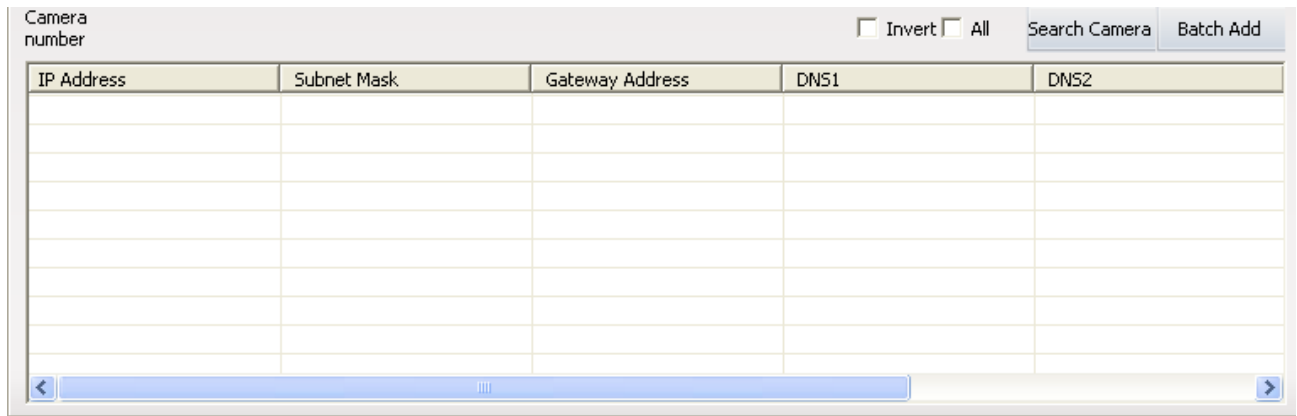 Camera
number
Invert All Search Camera Batch Add
IP Address Subnet Mask Gateway Address DNS1 DNS2